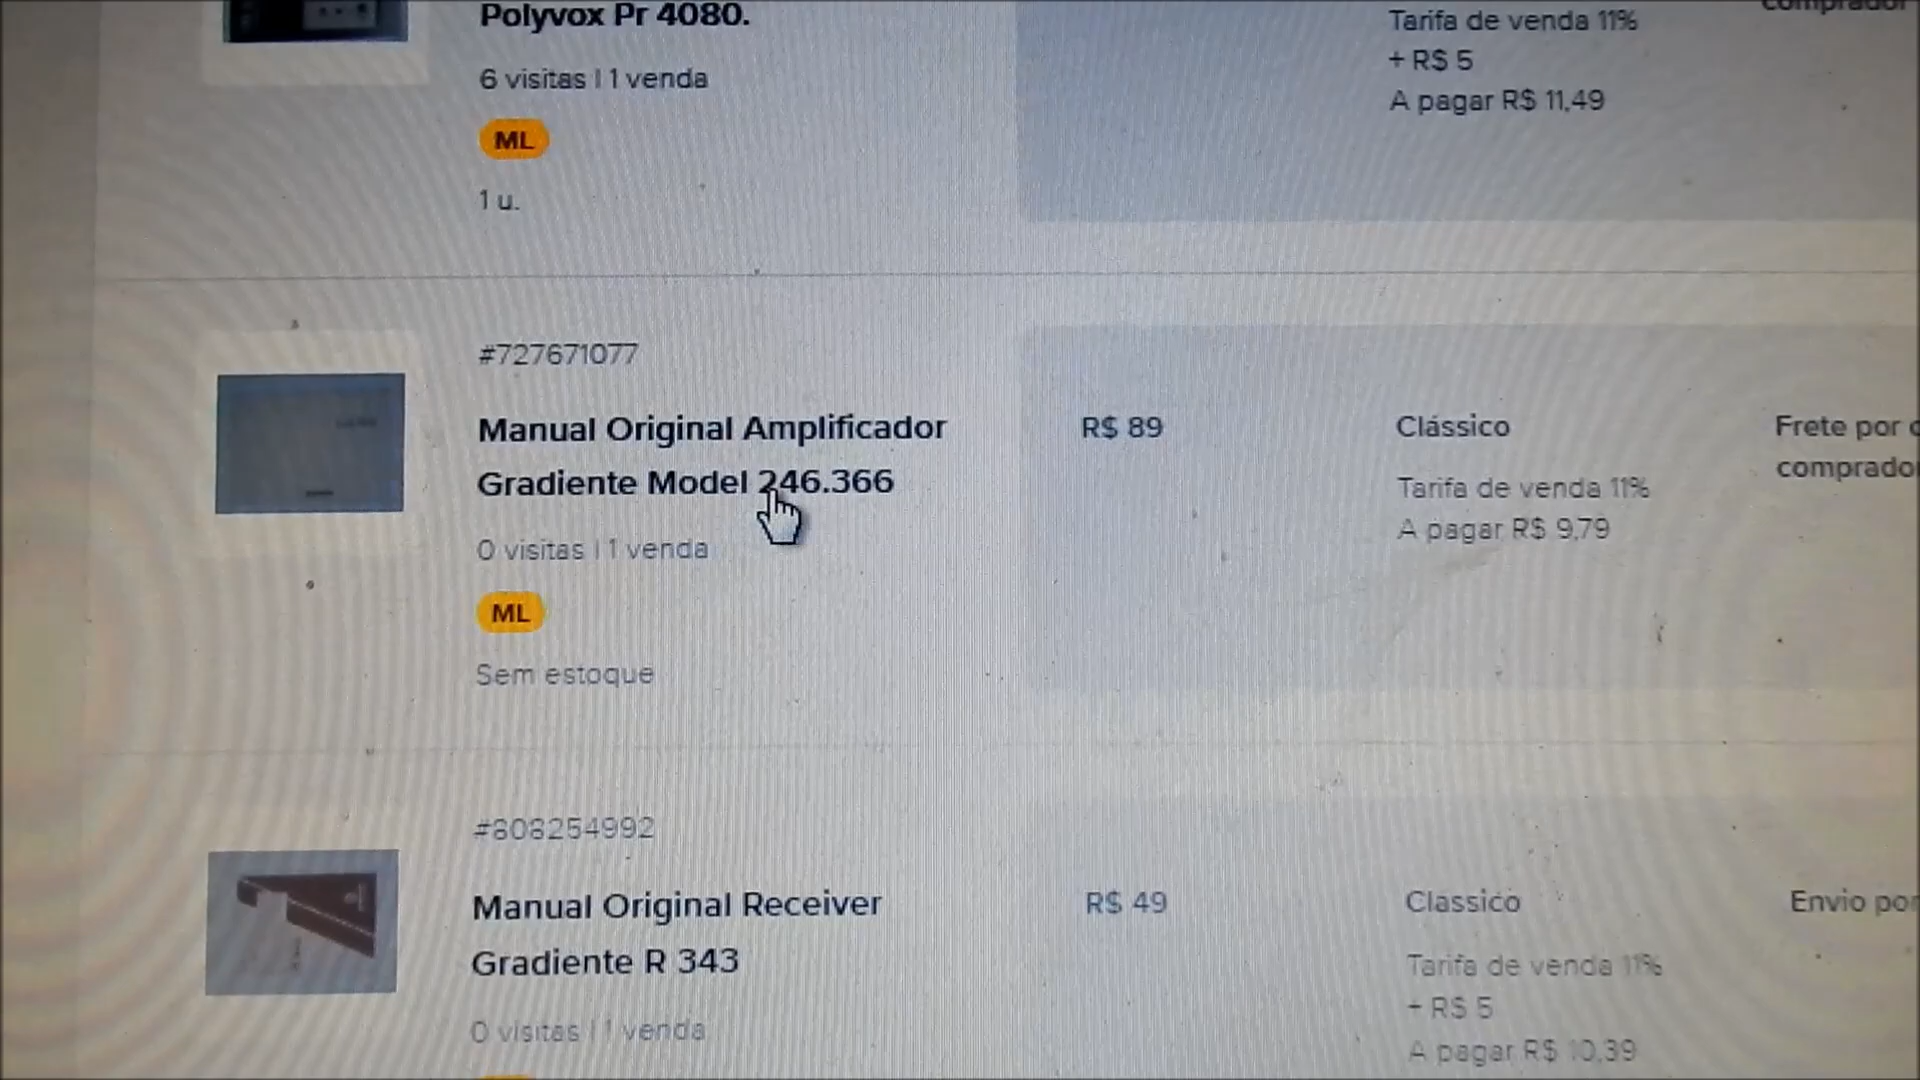 Polyvox Pr 4080.
6 visitas | 1 venda
ML
1 u.
Tarifa de venda 11%
+ R$ 5
A pagar R$ 11,49
comprador
#727671077
Manual Original Amplificador
Gradiente Model 246.366
0 visitas | 1 venda
ML
Sem estoque
R$ 89
Clássico
Tarifa de venda 11%
A pagar R$ 9,79
Frete por
comprado
#808254992
Manual Original Receiver
Gradiente R 343
0 visitas | 1 venda
R$ 49
Clássico
Tarifa de venda 11%
+ R$ 5
A pagar R$ 10,39
Envio por